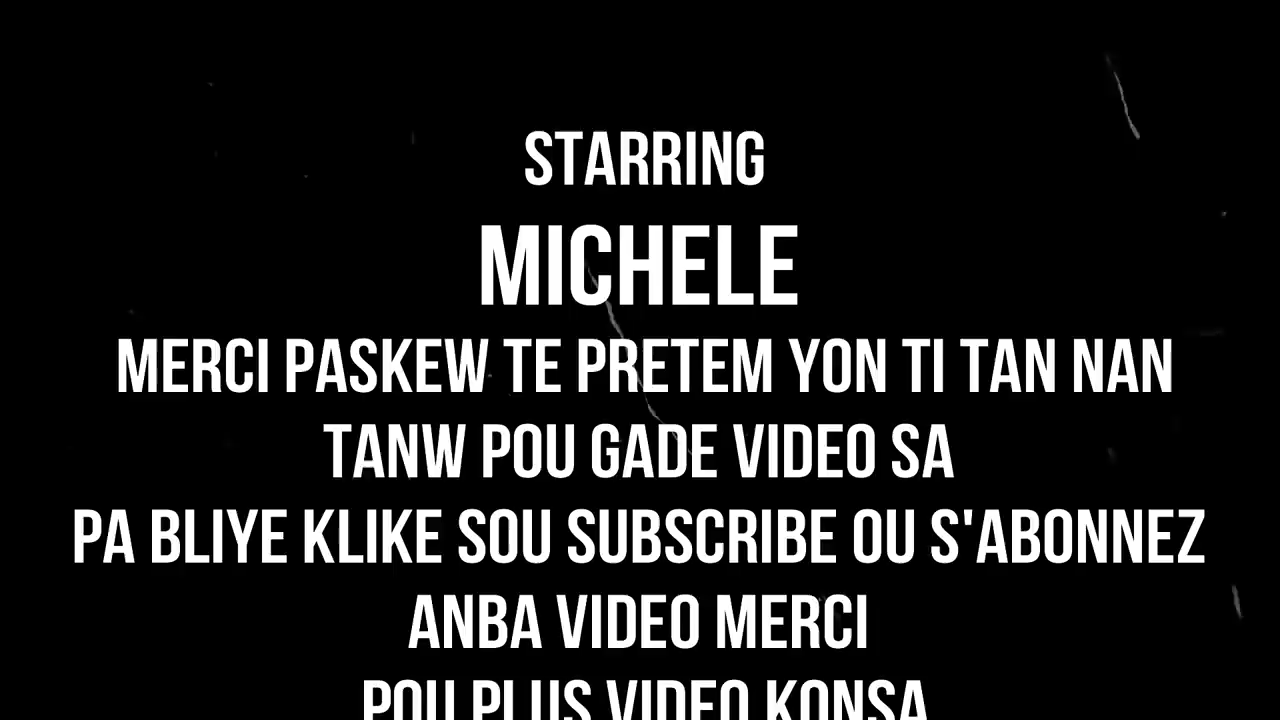 STARRING
MICHELE
MERCI PASKEW TE PRETEM YON TI TAN NAN
TANW POU GADE VIDEO SA
PA BLIYE KLIKE SOU SUBSCRIBE OU S'ABONNEZ
ANBA VIDEO MERCI
POU PLUS VIDEO KONSA